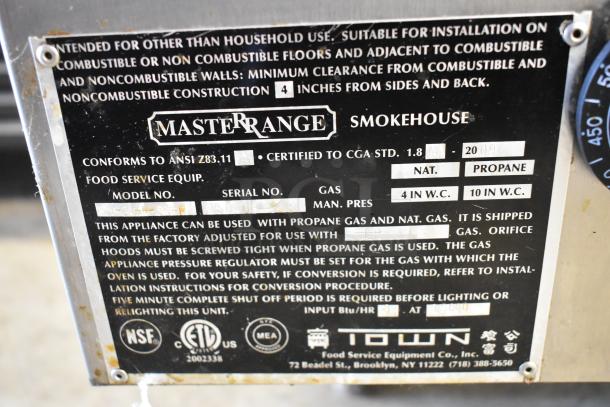 INTENDED FOR OTHER THAN HOUSEHOLD USE. SUITABLE FOR INSTALLATION ON
COMBUSTIBLE OR NON COMBUSTIBLE FLOORS AND ADJACENT TO COMBUSTIBLE
AND NONCOMBUSTIBLE WALLS: MINIMUM CLEARANCE FROM COMBUSTIBLE AND
NONCOMBUSTIBLE CONSTRUCTION 4 INCHES FROM SIDES AND BACK.
MASTER RANGE SMOKEHOUSE
CONFORMS TO ANSI Z83.11 • CERTIFIED TO CGA STD. 1.8 - 20
FOOD SERVICE EQUIP. NAT. PROPANE
MODEL NO. SERIAL NO. GAS 4 IN W.C. 10 IN W.C.
MAN. PRES
THIS APPLIANCE CAN BE USED WITH PROPANE GAS AND NAT. GAS. IT IS SHIPPED
FROM THE FACTORY ADJUSTED FOR USE WITH GAS. ORIFICE
HOODS MUST BE SCREWED TIGHT WHEN PROPANE GAS IS USED. THE GAS
APPLIANCE PRESSURE REGULATOR MUST BE SET FOR THE GAS WITH WHICH THE
OVEN IS USED. FOR YOUR SAFETY, IF CONVERSION IS REQUIRED, REFER TO INSTAL-
LATION INSTRUCTIONS FOR CONVERSION PROCEDURE.
FIVE MINUTE COMPLETE SHUT OFF PERIOD IS REQUIRED BEFORE LIGHTING OR
RELIGHTING THIS UNIT. INPUT Btu/HR . AT
NSF C ETL US MEA TOWN 公司
2002338
Food Service Equipment Co., Inc.
72 Beadel St., Brooklyn, NY 11222 (718) 388-5650
450